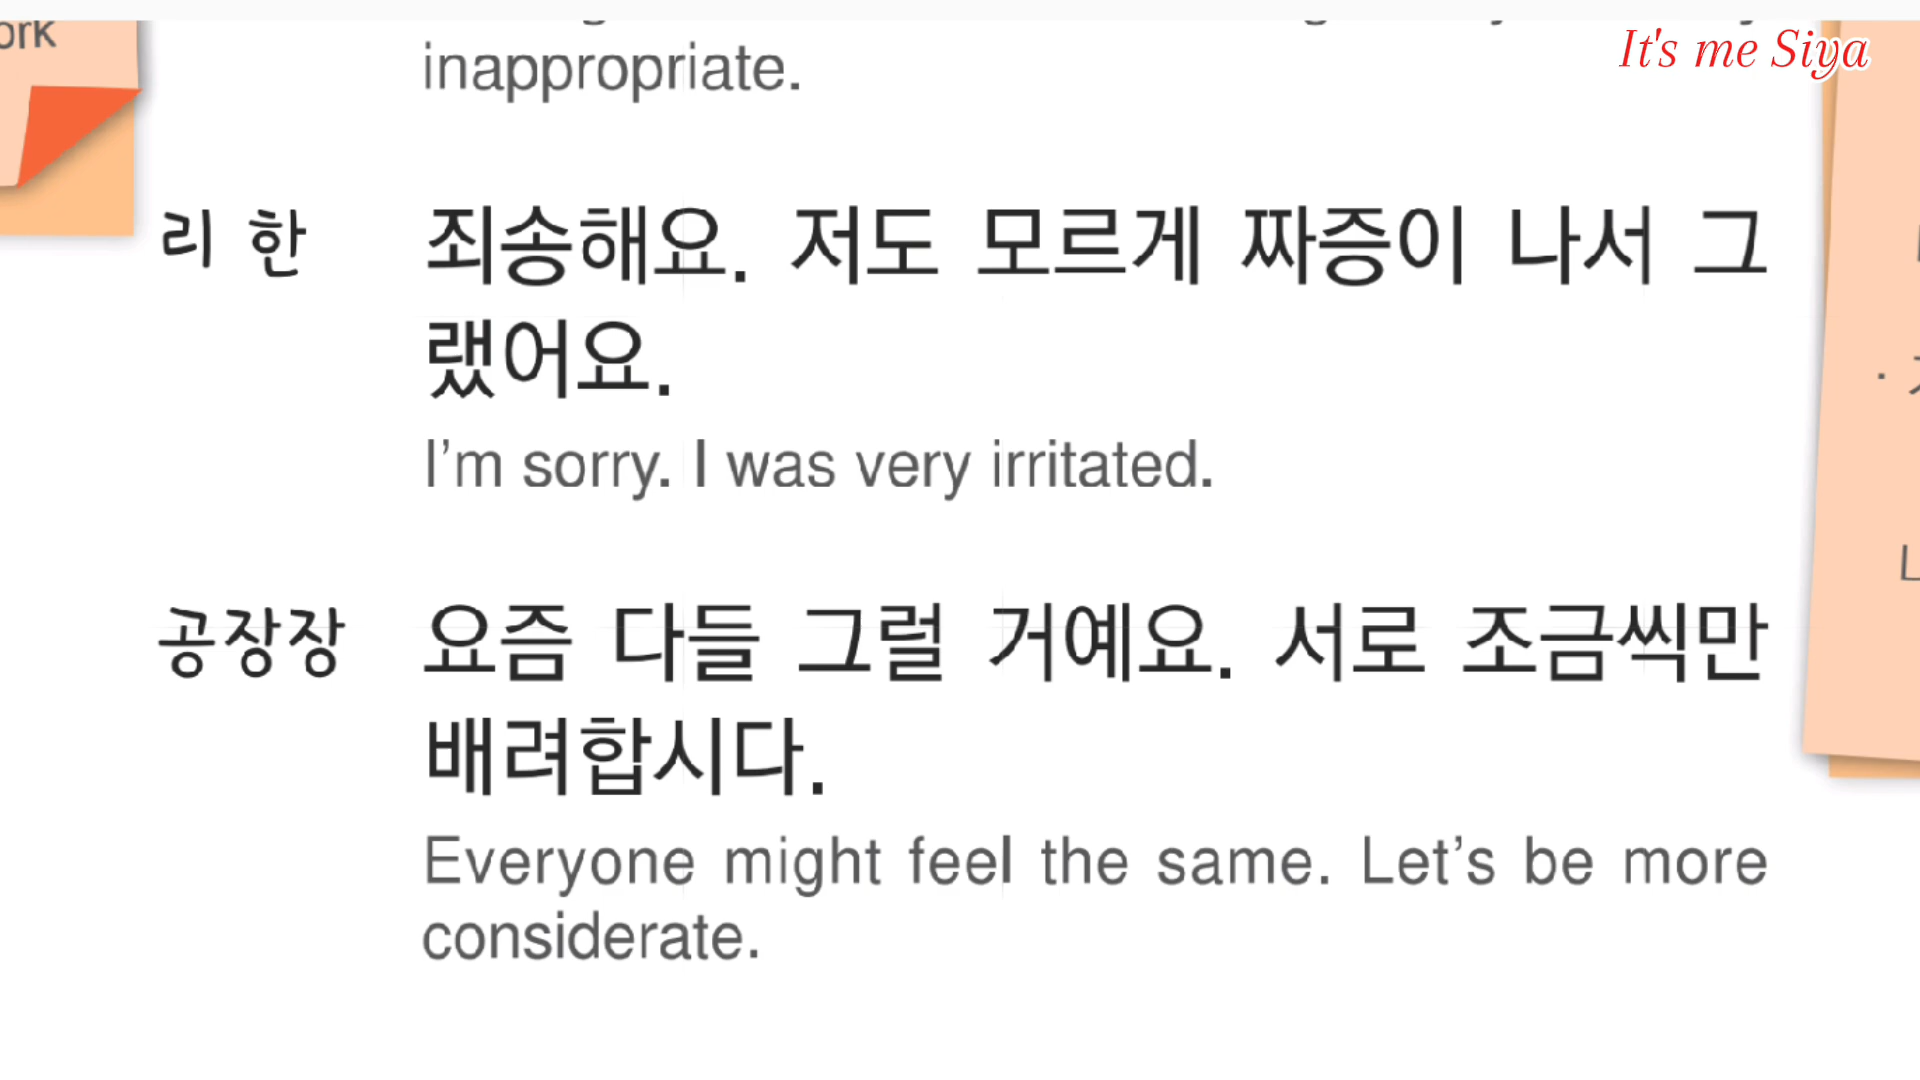 ork
It's me Siya
inappropriate.
리 한 죄송해요. 저도 모르게 짜증이 나서 그
랬어요.
I'm sorry. I was very irritated.
공장장 요즘 다들 그럴 거예요. 서로 조금씩만
배려합시다.
Everyone might feel the same. Let's be more
considerate.